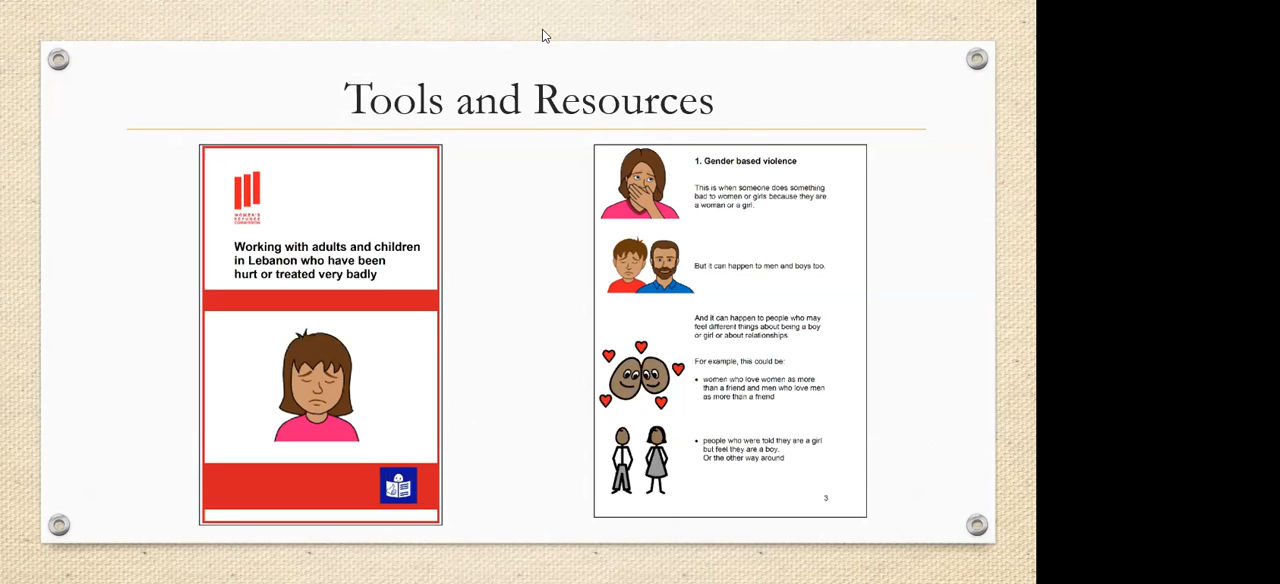 Tools and Resources
WOMEN'S
REFUGEE
COMMISSION
Working with adults and children
in Lebanon who have been
hurt or treated very badly
1. Gender based violence
This is when someone does something
bad to women or girls because they are
a woman or a girl.
But it can happen to men and boys too.
And it can happen to people who may
feel different things about being a boy
or girl or about relationships.
For example, this could be:
• women who love women as more
than a friend and men who love men
as more than a friend
• people who were told they are a girl
but feel they are a boy.
Or the other way around
3